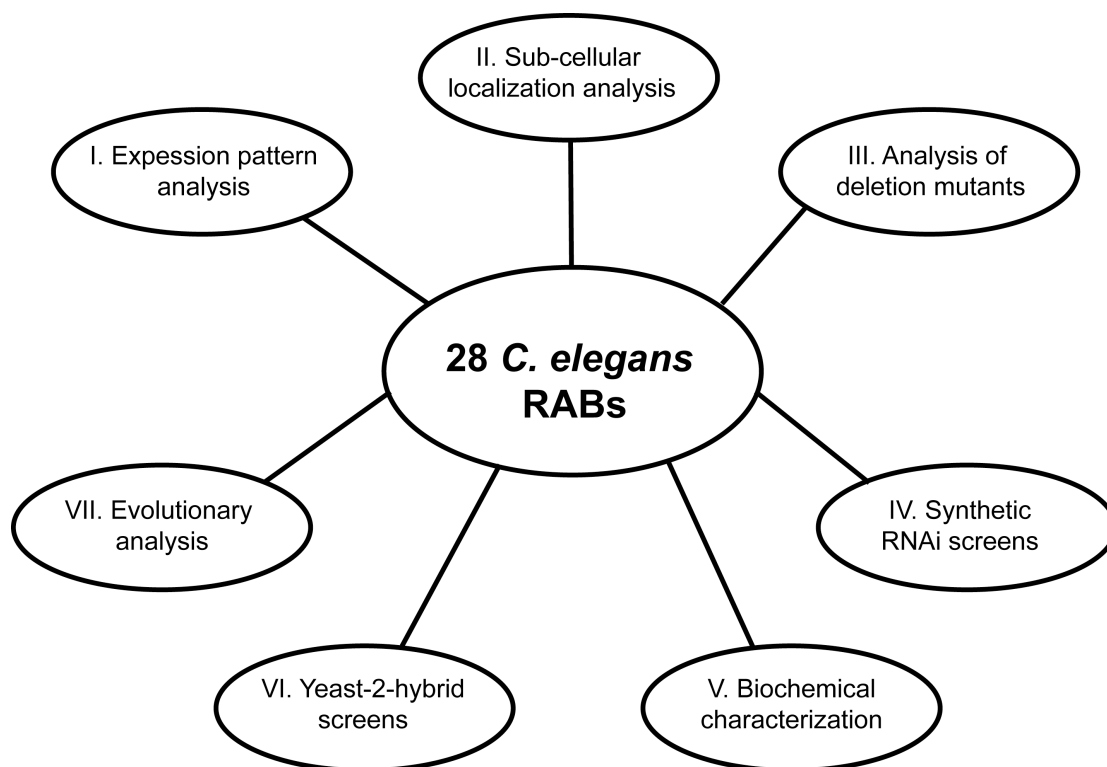 II. Sub-cellular
localization analysis
I. Expession pattern
analysis
III. Analysis of
deletion mutants
28 C. elegans
RABs
VII. Evolutionary
analysis
IV. Synthetic
RNAi screens
VI. Yeast-2-hybrid
screens
V. Biochemical
characterization